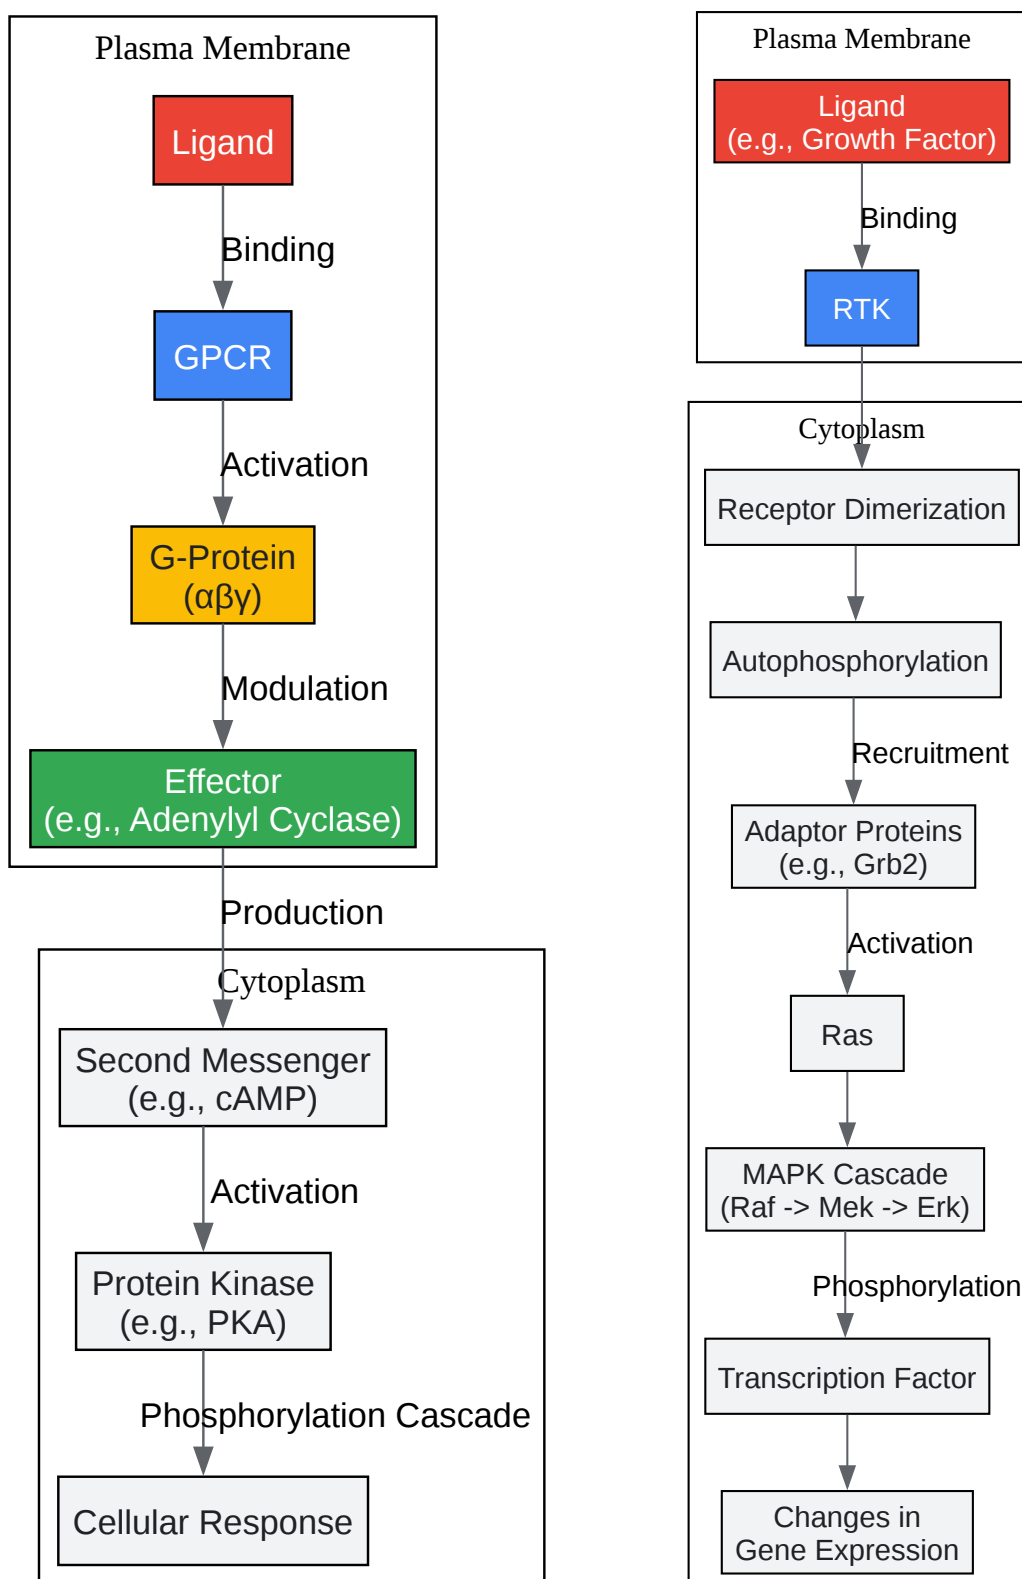 Plasma Membrane
Ligand
Binding
GPCR
Activation
G-Protein
(αβγ)
Modulation
Effector
(e.g., Adenylyl Cyclase)
Production
Cytoplasm
Second Messenger
(e.g., cAMP)
Activation
Protein Kinase
(e.g., PKA)
Phosphorylation Cascade
Cellular Response
Plasma Membrane
Ligand
(e.g., Growth Factor)
Binding
RTK
Cytoplasm
Receptor Dimerization
Autophosphorylation
Recruitment
Adaptor Proteins
(e.g., Grb2)
Activation
Ras
MAPK Cascade
(Raf -> Mek -> Erk)
Phosphorylation
Transcription Factor
Changes in
Gene Expression